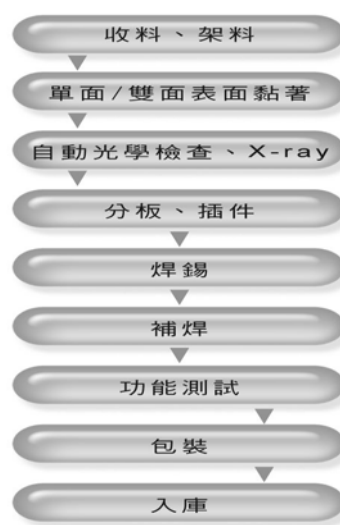 收料、架料
單面/雙面表面黏著
自動光學檢查、X-ray
分板、插件
焊錫
補焊
功能測試
包裝
入庫